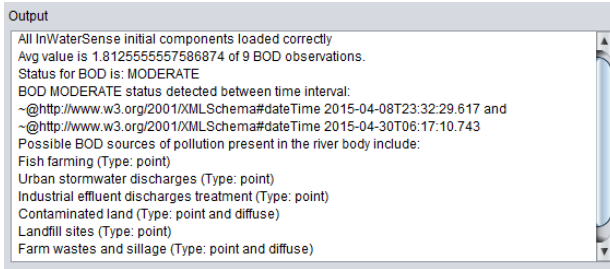 Output
All InWaterSense initial components loaded correctly
Avg value is 1.8125555557586874 of 9 BOD observations.
Status for BOD is: MODERATE
BOD MODERATE status detected between time interval:
~@http://www.w3.org/2001/XMLSchema#dateTime 2015-04-08T23:32:29.617 and
~@http://www.w3.org/2001/XMLSchema#dateTime 2015-04-30T06:17:10.743
Possible BOD sources of pollution present in the river body include:
Fish farming (Type: point)
Urban stormwater discharges (Type: point)
Industrial effluent discharges treatment (Type: point)
Contaminated land (Type: point and diffuse)
Landfill sites (Type: point)
Farm wastes and sillage (Type: point and diffuse)